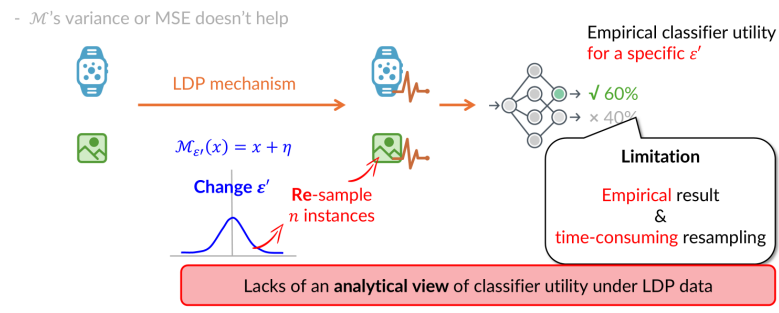 - ℳ's variance or MSE doesn't help
Empirical classifier utility
for a specific ε′
LDP mechanism
√ 60%
× 40%
ℳε′(x) = x + η
Limitation
Change ε′
Re-sample
n instances
Empirical result
&
time-consuming resampling
Lacks of an analytical view of classifier utility under LDP data